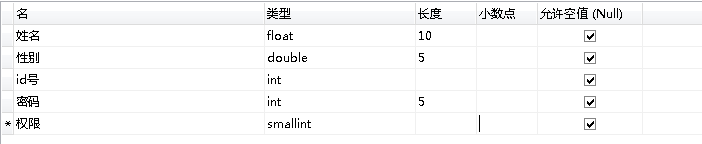 名 类型 长度 小数点 允许空值 (Null)
姓名 float 10
性别 double 5
id号 int
密码 int 5
* 权限 smallint